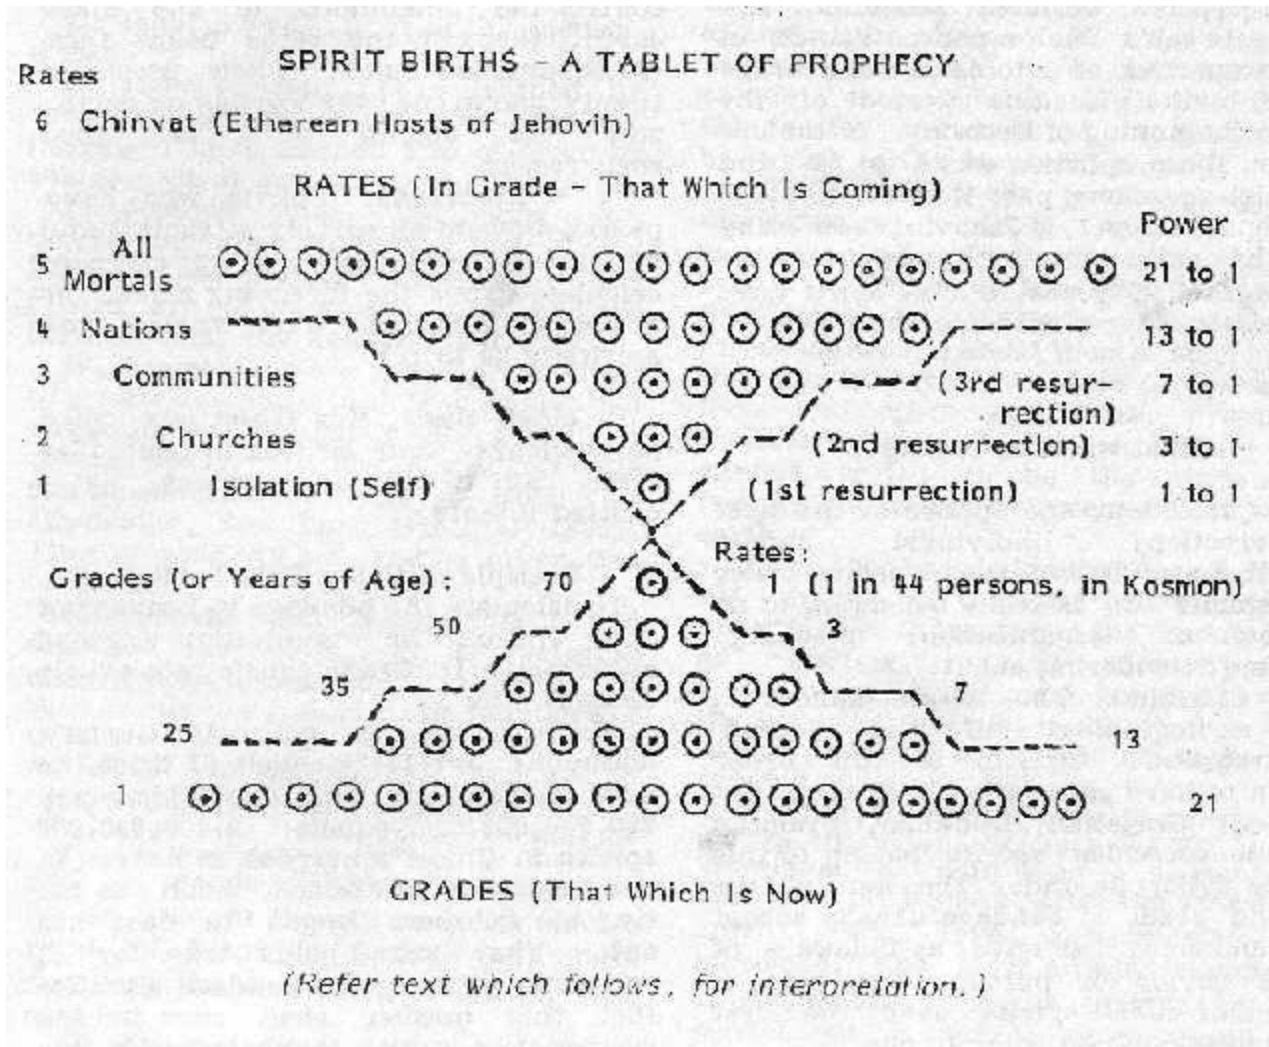 SPIRIT BIRTHS - A TABLET OF PROPHECY
Rates
6 Chinvat (Etherean Hosts of Jehovih)
RATES (In Grade - That Which Is Coming)
Power
5 All Mortals 21 to 1
4 Nations 13 to 1
3 Communities (3rd resur- 7 to 1
rection)
2 Churches (2nd resurrection) 3 to 1
1 Isolation (Self) (1st resurrection) 1 to 1
Rates:
Grades (or Years of Age): 70 1 (1 in 44 persons, in Kosmon)
50 3
35 7
25 13
1 21
GRADES (That Which Is Now)
(Refer text which follows, for interpretation.)